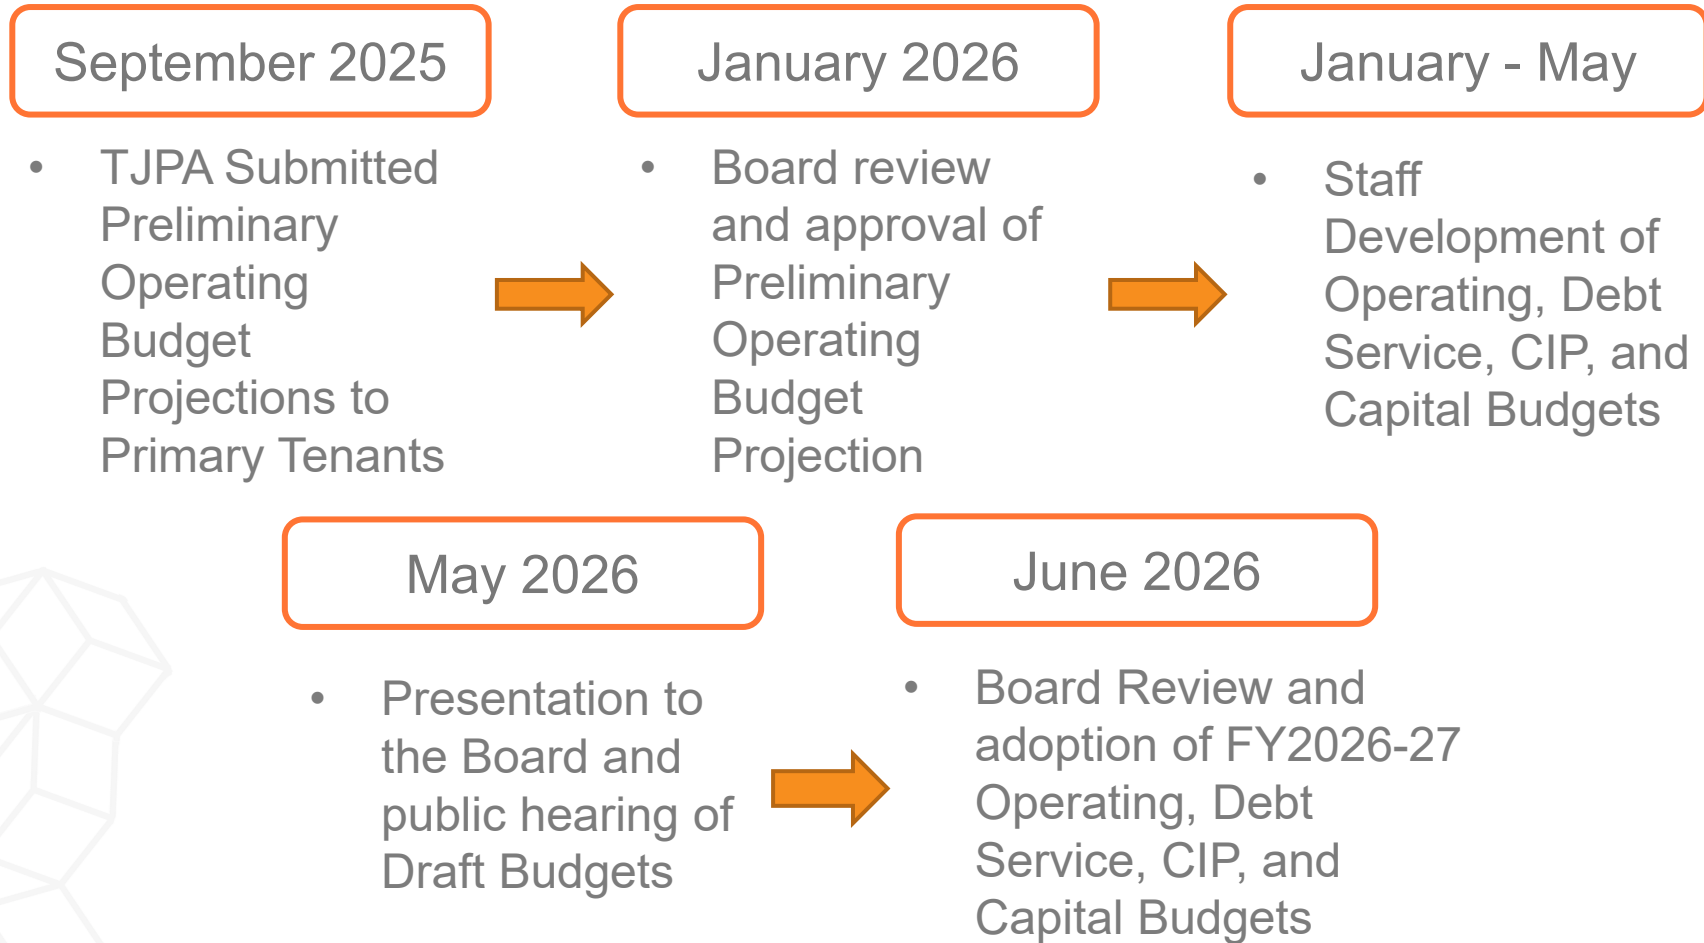 September 2025
• TJPA Submitted
Preliminary
Operating
Budget
Projections to
Primary Tenants
January 2026
• Board review
and approval of
Preliminary
Operating
Budget
Projection
January - May
• Staff
Development of
Operating, Debt
Service, CIP, and
Capital Budgets
May 2026
• Presentation to
the Board and
public hearing of
Draft Budgets
June 2026
• Board Review and
adoption of FY2026-27
Operating, Debt
Service, CIP, and
Capital Budgets